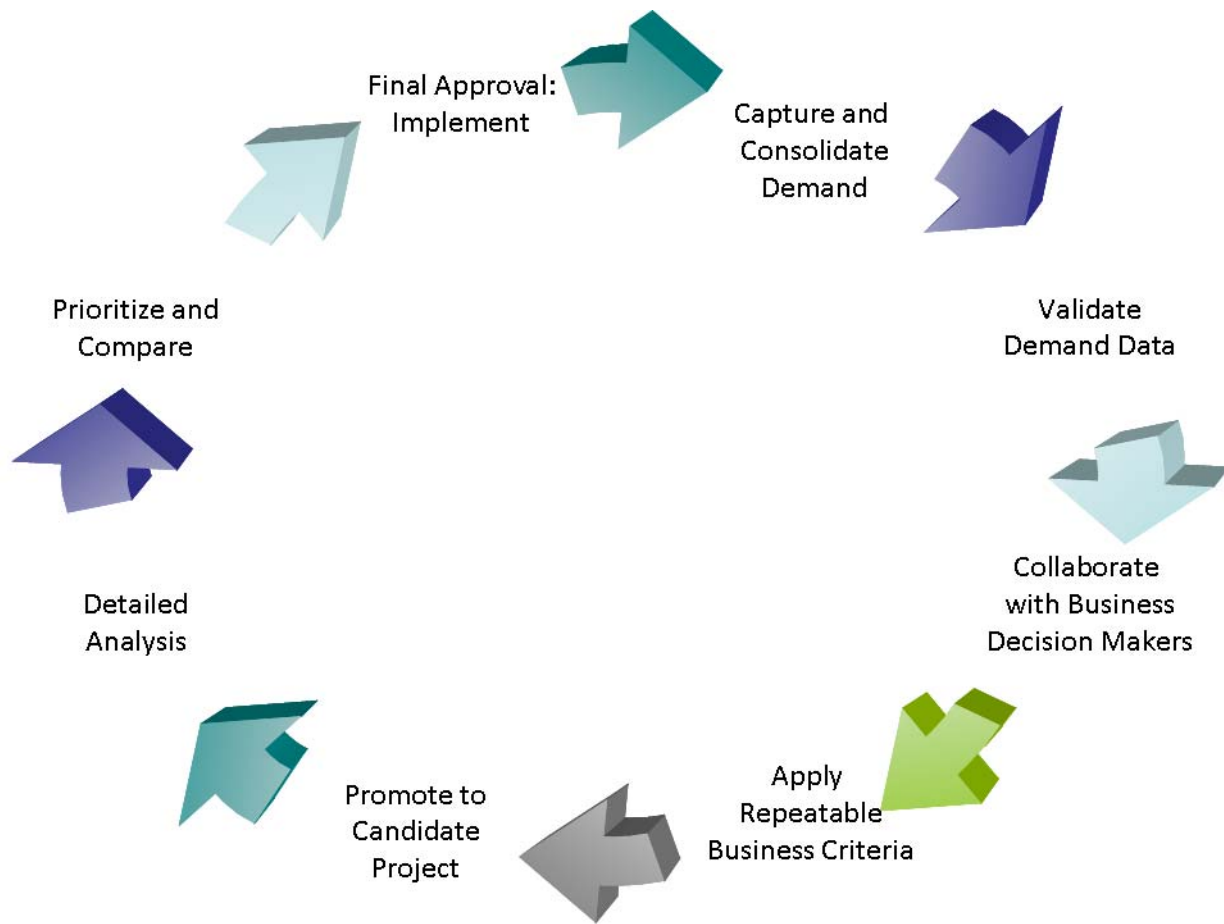 Final Approval:
Implement
Capture and
Consolidate
Demand
Validate
Demand Data
Collaborate
with Business
Decision Makers
Apply
Repeatable
Business Criteria
Promote to
Candidate
Project
Detailed
Analysis
Prioritize and
Compare